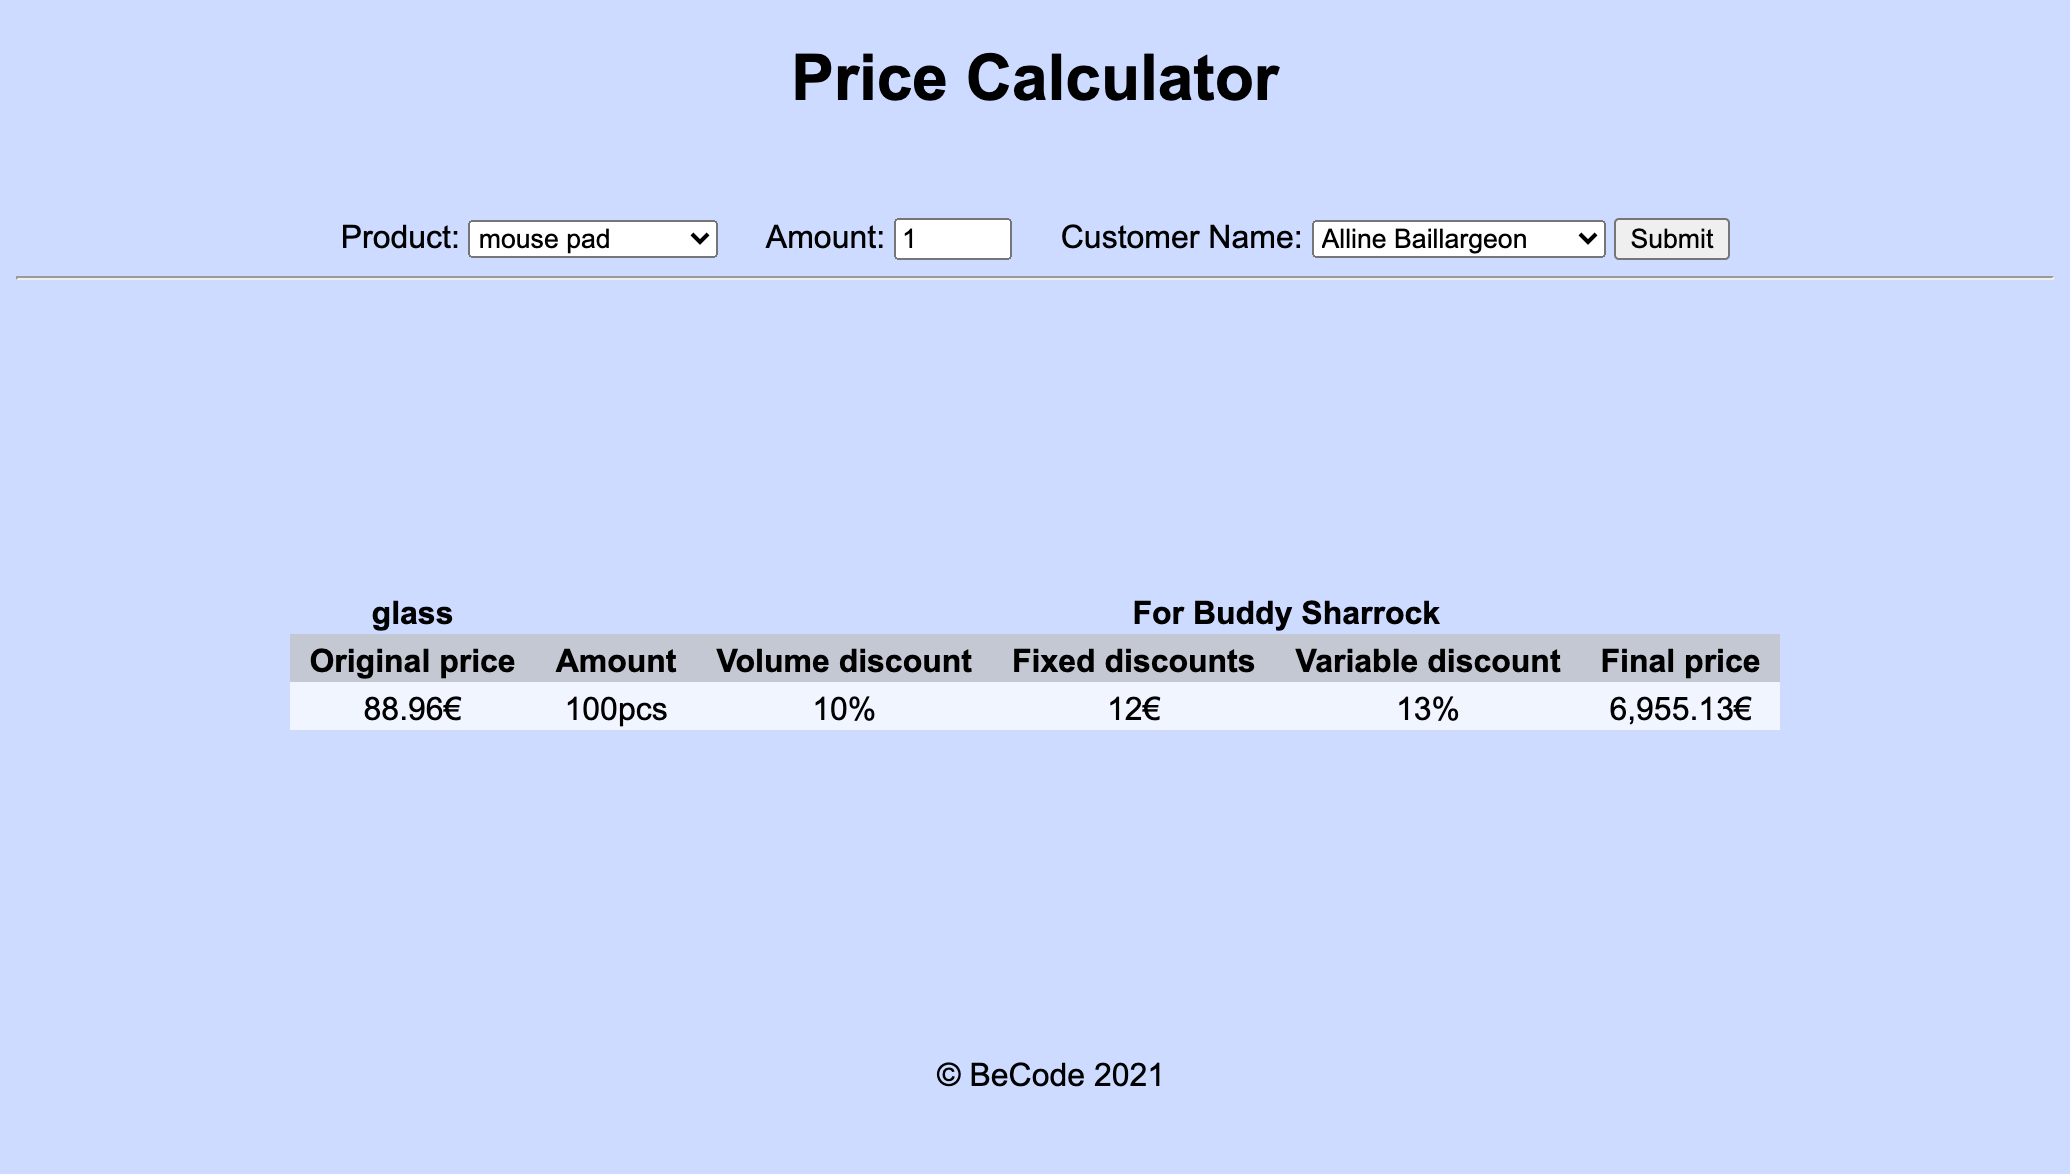 Price Calculator
Product: mouse pad Amount: 1 Customer Name: Alline Baillargeon Submit
glass For Buddy Sharrock
Original price Amount Volume discount Fixed discounts Variable discount Final price
88.96€ 100pcs 10% 12€ 13% 6,955.13€
© BeCode 2021